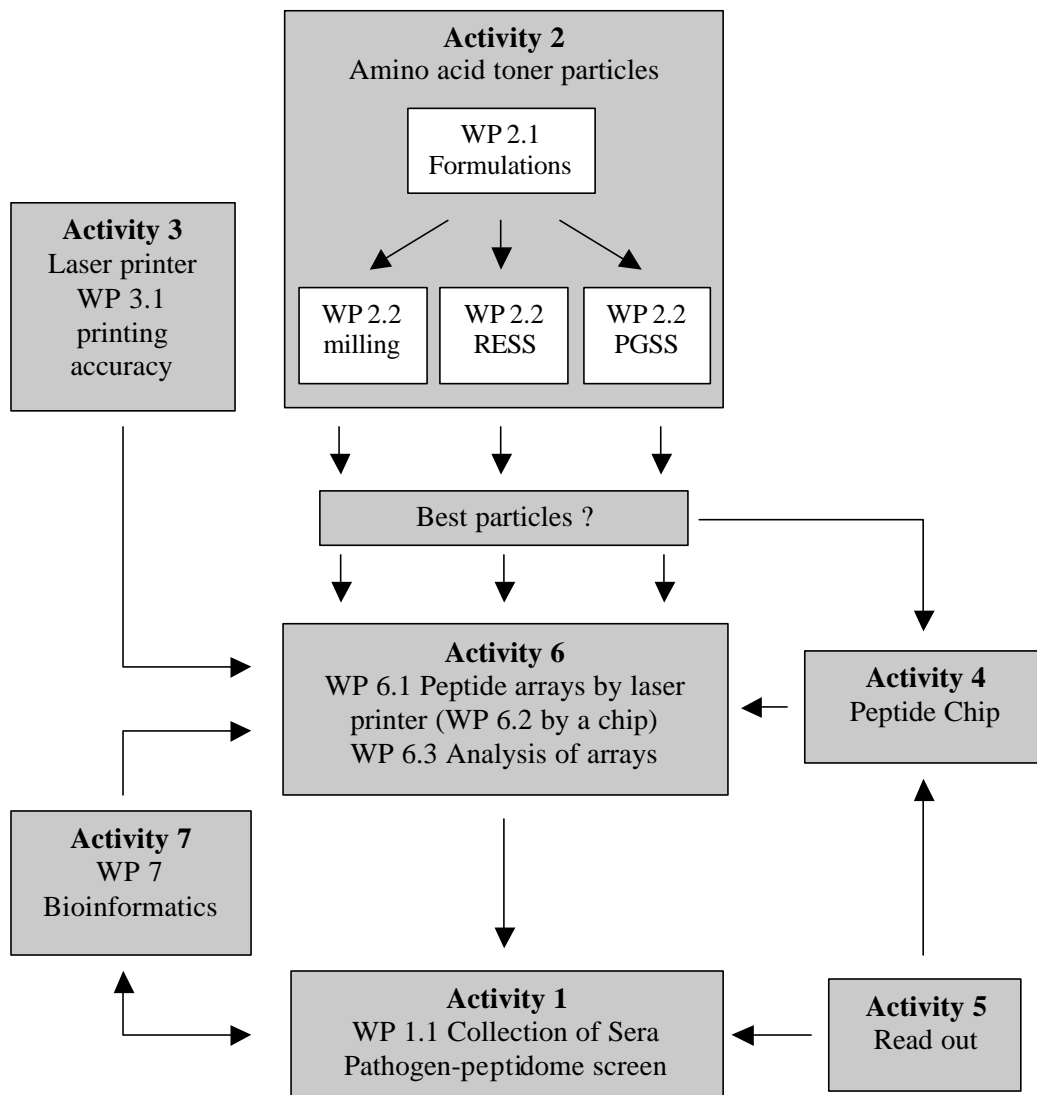 Activity 2
Amino acid toner particles
WP 2.1
Formulations
Activity 3
Laser printer
WP 3.1
printing
accuracy
WP 2.2
milling
WP 2.2
RESS
WP 2.2
PGSS
Best particles ?
Activity 6
WP 6.1 Peptide arrays by laser
printer (WP 6.2 by a chip)
WP 6.3 Analysis of arrays
Activity 4
Peptide Chip
Activity 7
WP 7
Bioinformatics
Activity 1
WP 1.1 Collection of Sera
Pathogen-peptidome screen
Activity 5
Read out